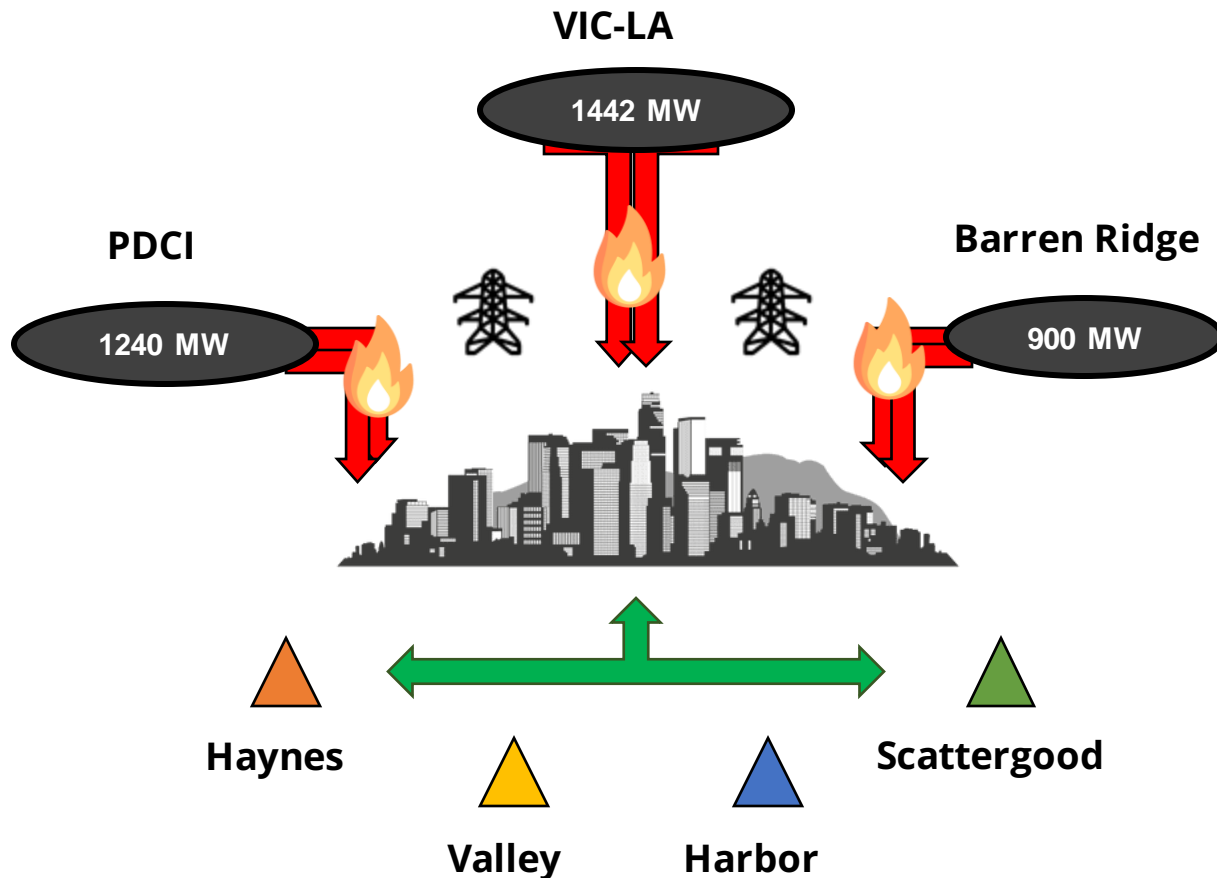 VIC-LA
1442 MW
PDCI
1240 MW
Barren Ridge
900 MW
Haynes
Scattergood
Valley
Harbor